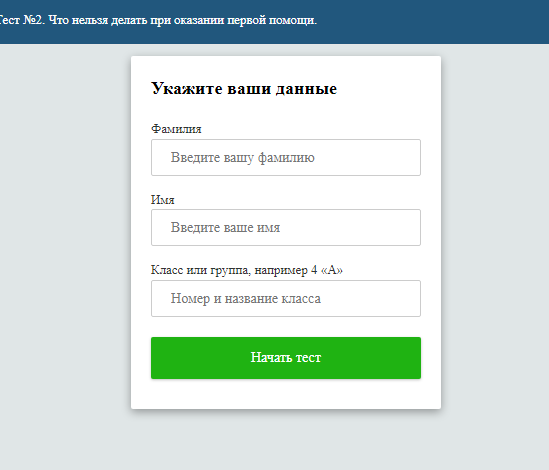 Тест №2. Что нельзя делать при оказании первой помощи.
Укажите ваши данные
Фамилия
Введите вашу фамилию
Имя
Введите ваше имя
Класс или группа, например 4 «А»
Номер и название класса
Начать тест